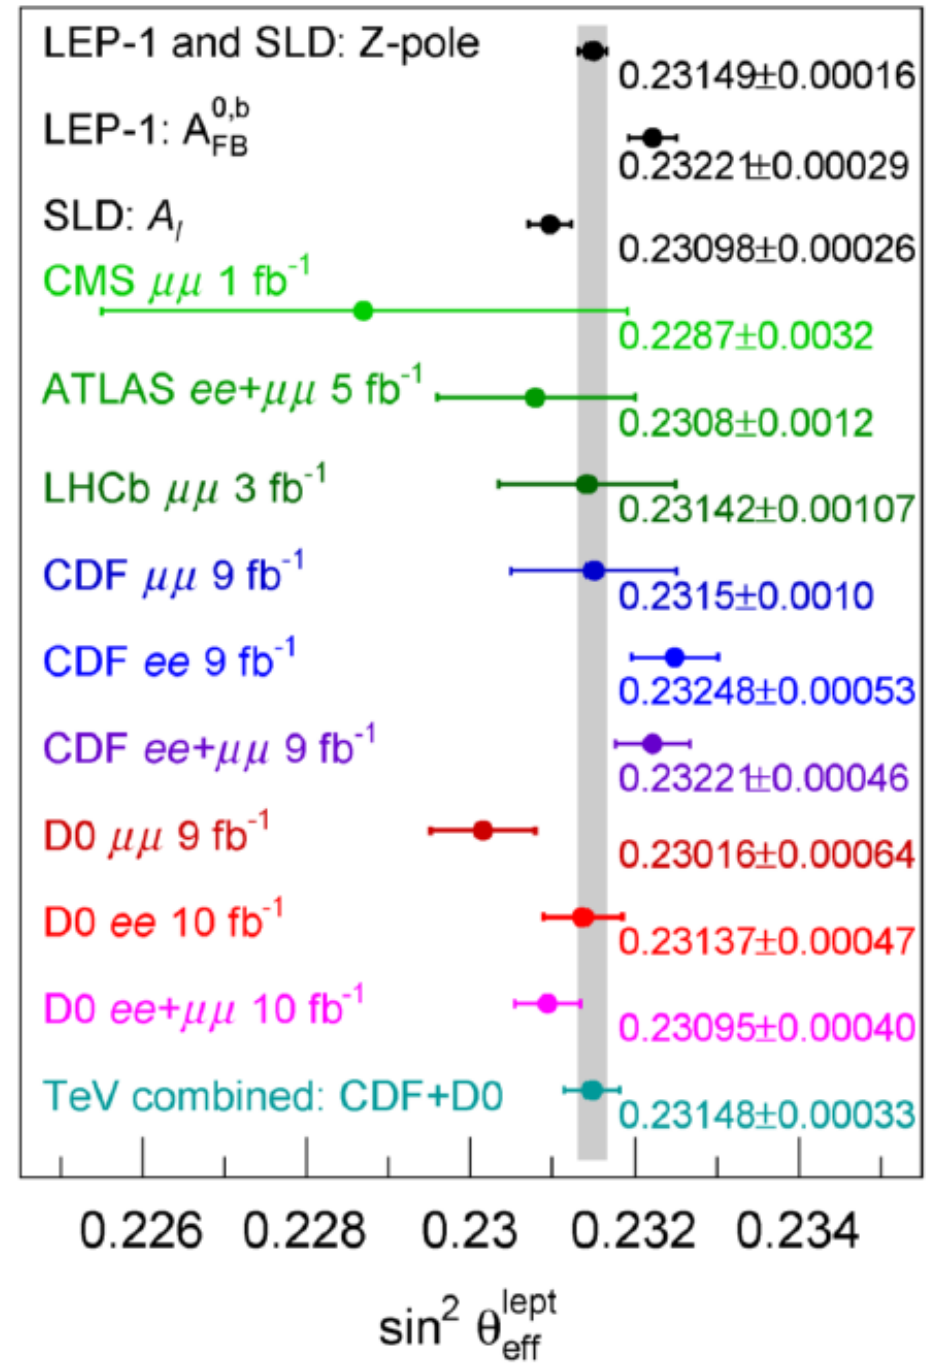 LEP-1 and SLD: Z-pole
0.23149±0.00016
LEP-1: A_FB^0,b
0.23221±0.00029
SLD: A_l
0.23098±0.00026
CMS μμ 1 fb^-1
0.2287±0.0032
ATLAS ee+μμ 5 fb^-1
0.2308±0.0012
LHCb μμ 3 fb^-1
0.23142±0.00107
CDF μμ 9 fb^-1
0.2315±0.0010
CDF ee 9 fb^-1
0.23248±0.00053
CDF ee+μμ 9 fb^-1
0.23221±0.00046
D0 μμ 9 fb^-1
0.23016±0.00064
D0 ee 10 fb^-1
0.23137±0.00047
D0 ee+μμ 10 fb^-1
0.23095±0.00040
TeV combined: CDF+D0
0.23148±0.00033
0.226 0.228 0.23 0.232 0.234
sin^2 θ_eff^lept